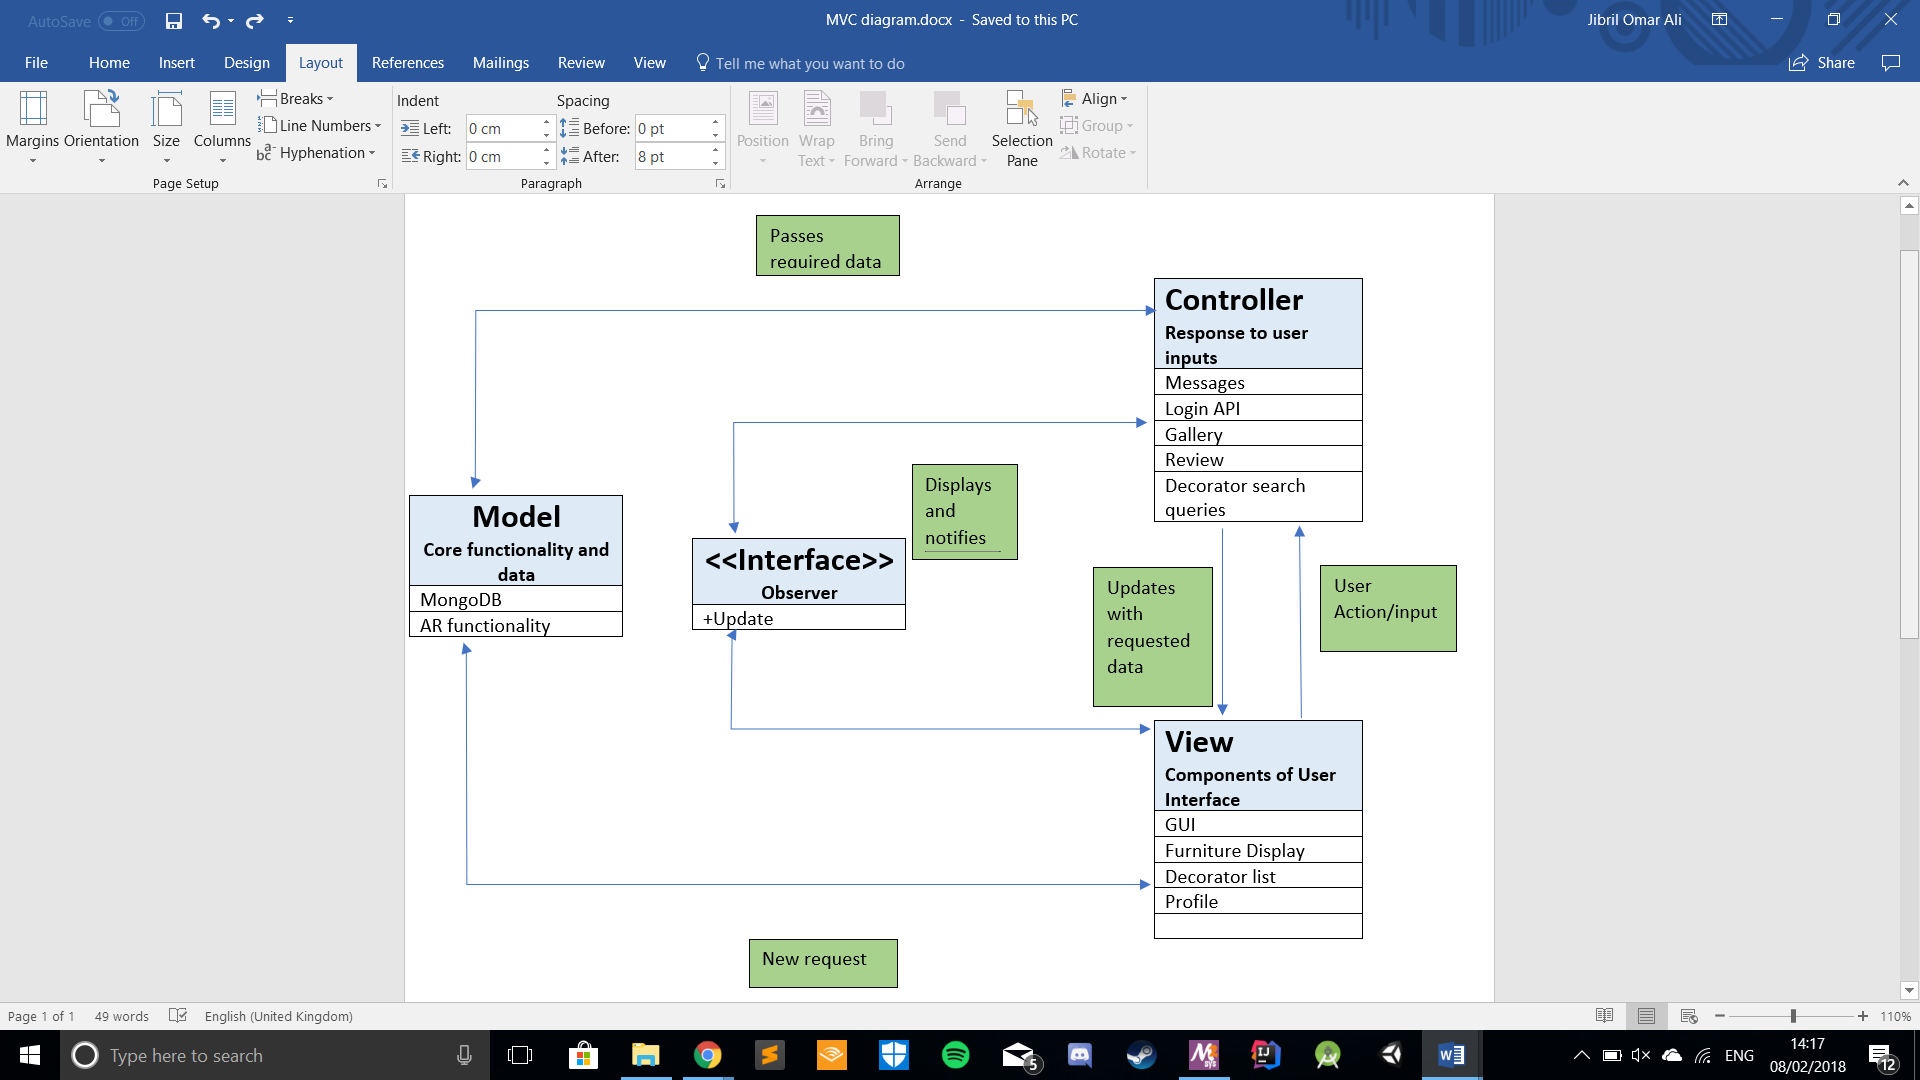 AutoSave Off
MVC diagram.docx - Saved to this PC
Jibril Omar Ali
File Home Insert Design Layout References Mailings Review View Tell me what you want to do
Share
Margins
Orientation
Size
Columns
Breaks
Line Numbers
Hyphenation
Page Setup
Indent
Left: 0 cm
Right: 0 cm
Spacing
Before: 0 pt
After: 8 pt
Paragraph
Position
Wrap
Text
Bring
Forward
Send
Backward
Selection
Pane
Align
Group
Rotate
Arrange
Passes
required data
Controller
Response to user
inputs
Messages
Login API
Gallery
Review
Decorator search
queries
Displays
and
notifies
Model
Core functionality and
data
MongoDB
AR functionality
<<Interface>>
Observer
+Update
Updates
with
requested
data
User
Action/input
View
Components of User
Interface
GUI
Furniture Display
Decorator list
Profile
New request
Page 1 of 1 49 words English (United Kingdom)
110%
Type here to search
5
M
sys
IJ
W
ENG
14:17
08/02/2018
12